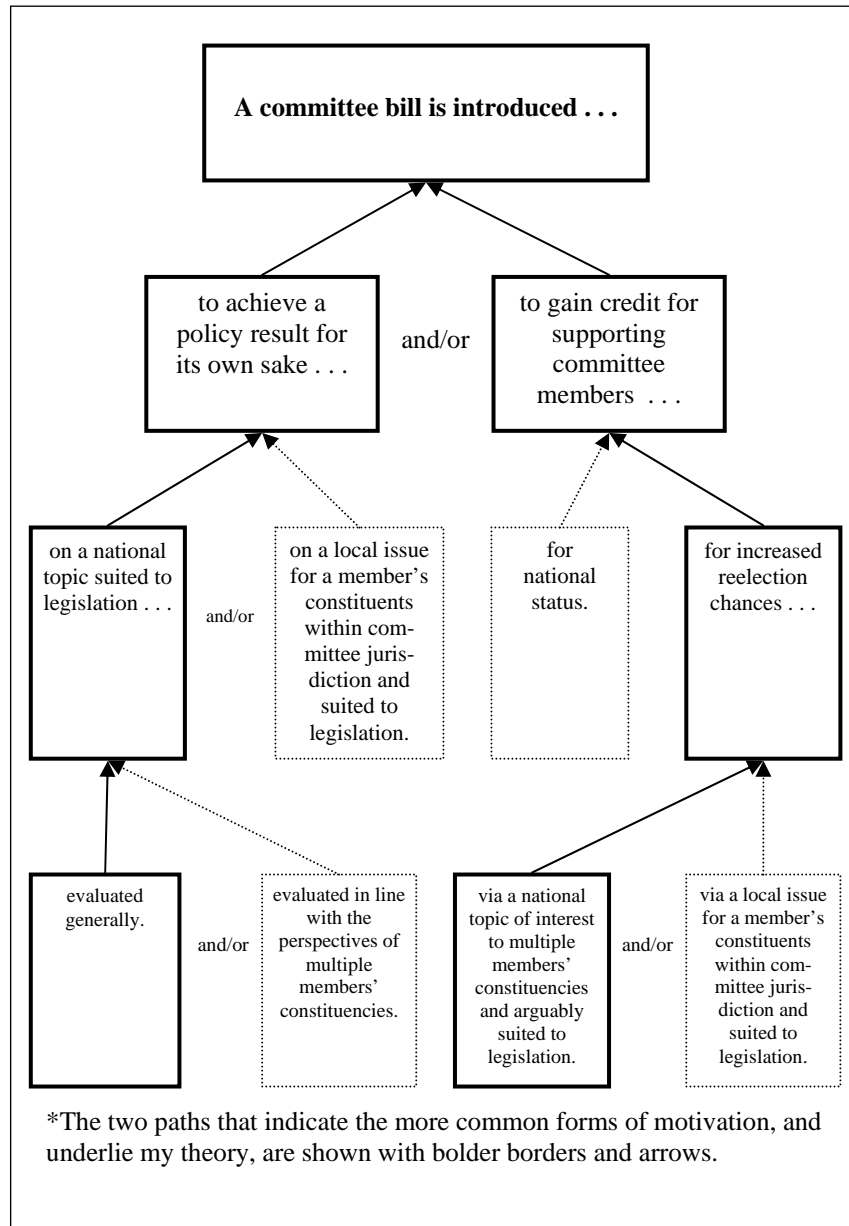 A committee bill is introduced . . .
to achieve a
policy result for
its own sake . . .
and/or
to gain credit for
supporting
committee
members  . . .
on a national
topic suited to
legislation . . .
and/or
on a local issue
for a member’s
constituents
within com-
mittee juris-
diction and
suited to
legislation.
for
national
status.
for increased
reelection
chances . . .
evaluated
generally.
and/or
evaluated in line
with the
perspectives of
multiple
members’
constituencies.
via a national
topic of interest
to multiple
members’
constituencies
and arguably
suited to
legislation.
and/or
via a local issue
for a member’s
constituents
within com-
mittee juris-
diction and
suited to
legislation.
*The two paths that indicate the more common forms of motivation, and
underlie my theory, are shown with bolder borders and arrows.